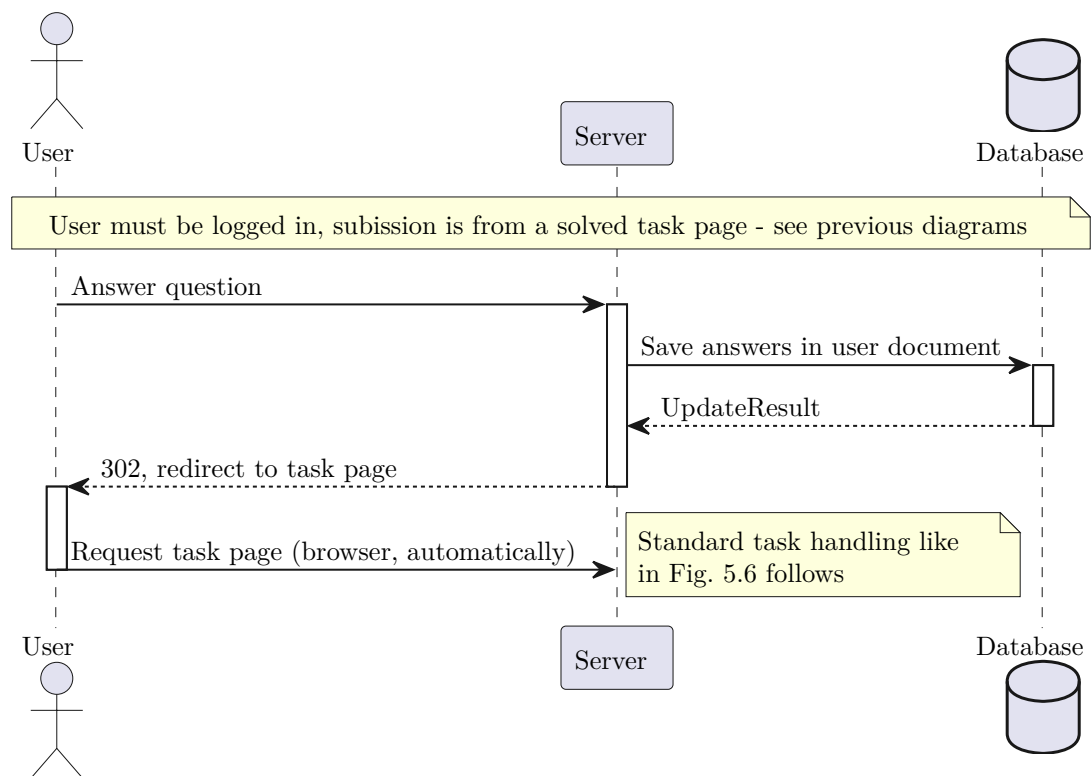 User
Server
Database
User must be logged in, subission is from a solved task page - see previous diagrams
Answer question
Save answers in user document
UpdateResult
302, redirect to task page
Request task page (browser, automatically)
Standard task handling like
in Fig. 5.6 follows
User
Server
Database